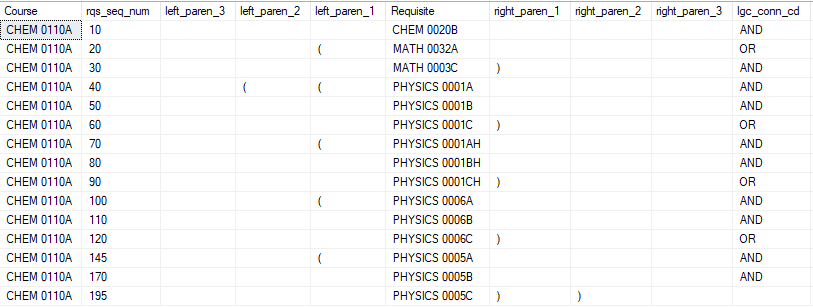 Course rqs_seq_num left_paren_3 left_paren_2 left_paren_1 Requisite right_paren_1 right_paren_2 right_paren_3 lgc_conn_cd
CHEM 0110A 10 CHEM 0020B AND
CHEM 0110A 20 ( MATH 0032A OR
CHEM 0110A 30 MATH 0003C ) AND
CHEM 0110A 40 ( ( PHYSICS 0001A AND
CHEM 0110A 50 PHYSICS 0001B AND
CHEM 0110A 60 PHYSICS 0001C ) OR
CHEM 0110A 70 ( PHYSICS 0001AH AND
CHEM 0110A 80 PHYSICS 0001BH AND
CHEM 0110A 90 PHYSICS 0001CH ) OR
CHEM 0110A 100 ( PHYSICS 0006A AND
CHEM 0110A 110 PHYSICS 0006B AND
CHEM 0110A 120 PHYSICS 0006C ) OR
CHEM 0110A 145 ( PHYSICS 0005A AND
CHEM 0110A 170 PHYSICS 0005B AND
CHEM 0110A 195 PHYSICS 0005C ) )